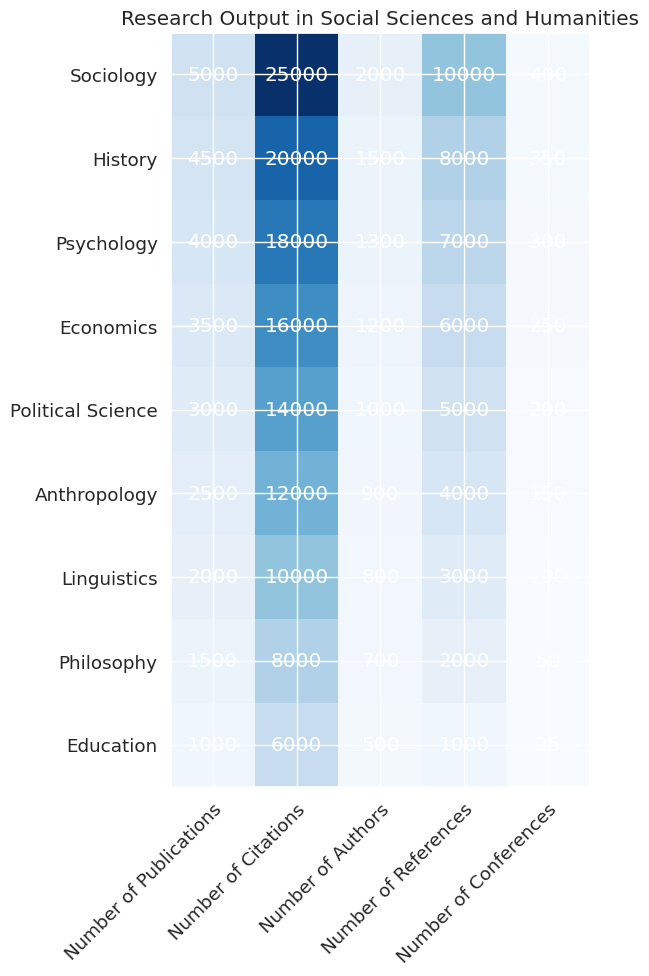 Research Output in Social Sciences and Humanities
Sociology 5000 25000 2000 10000 400
History 4500 20000 1500 8000 350
Psychology 4000 18000 1300 7000 300
Economics 3500 16000 1200 6000 250
Political Science 3000 14000 1000 5000 200
Anthropology 2500 12000 900 4000 150
Linguistics 2000 10000 800 3000 100
Philosophy 1500 8000 700 2000 50
Education 1000 6000 500 1000 25
Number of Publications
Number of Citations
Number of Authors
Number of References
Number of Conferences